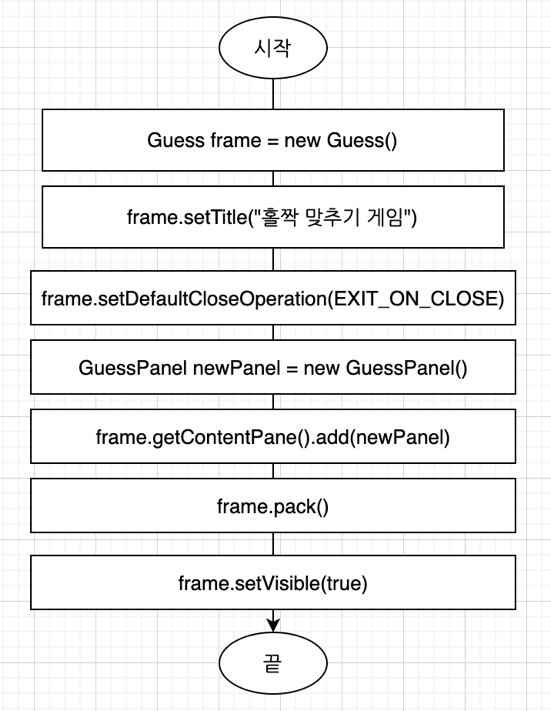 시작
Guess frame = new Guess()
frame.setTitle("홀짝 맞추기 게임")
frame.setDefaultCloseOperation(EXIT_ON_CLOSE)
GuessPanel newPanel = new GuessPanel()
frame.getContentPane().add(newPanel)
frame.pack()
frame.setVisible(true)
끝